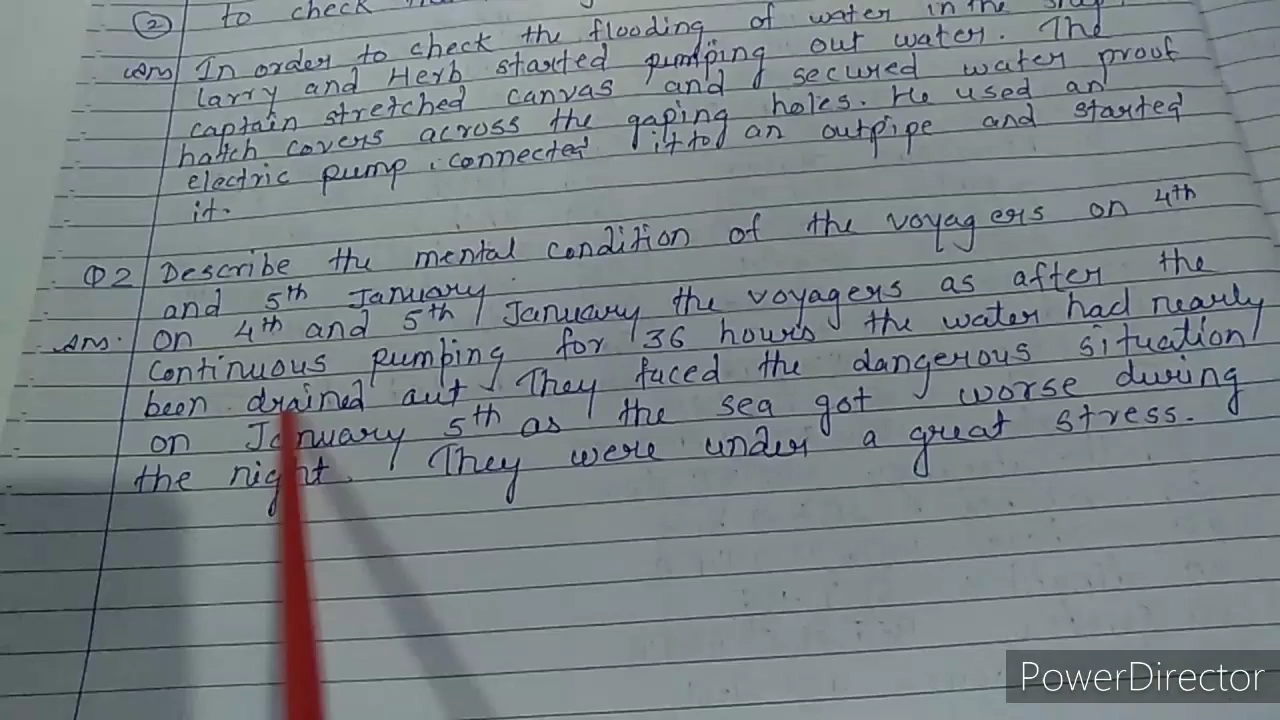 ② to check
Ans In order to check the flooding of water in the
Larry and Herb started pumping out water. The
captain stretched canvas and secured water proof
hatch covers across the gaping holes. He used an
electric pump, connected it to an outpipe and started
it.
Q2 Describe the mental condition of the voyagers on 4th
and 5th January.
Ans. On 4th and 5th January the voyagers as after the
continuous pumping for 36 hours the water had nearly
been drained aut. They faced the dangerous situation
on January 5th as the sea got worse during
the night. They were under a great stress.
PowerDirector